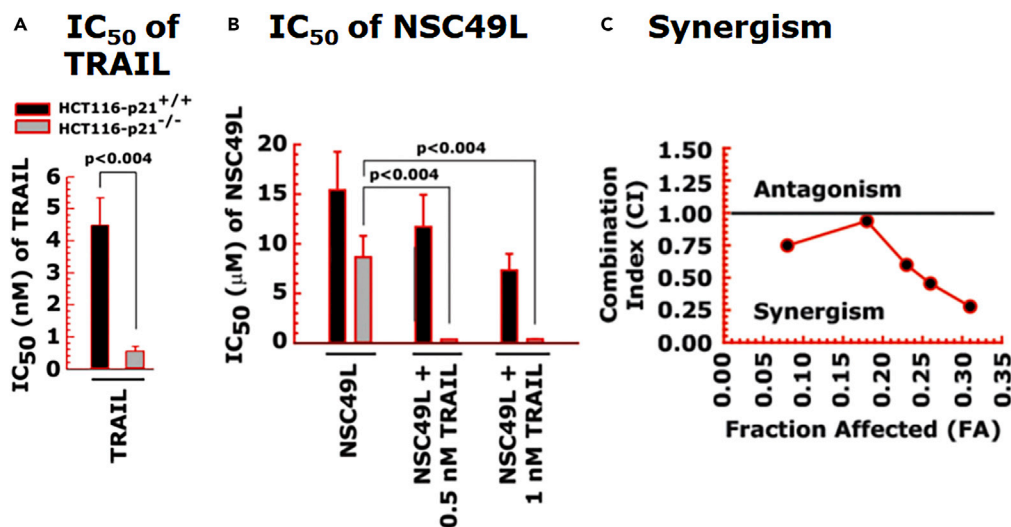 A IC50 of
TRAIL
HCT116-p21+/+
HCT116-p21-/-
p<0.004
IC50 (nM) of TRAIL
6
5
4
3
2
1
0
TRAIL
B IC50 of NSC49L
p<0.004
p<0.004
IC50 (μM) of NSC49L
20
15
10
5
0
NSC49L
NSC49L +
0.5 nM TRAIL
NSC49L +
1 nM TRAIL
C Synergism
Combination
Index (CI)
1.50
1.25
1.00
0.75
0.50
0.25
0.00
Antagonism
Synergism
0.00 0.05 0.10 0.15 0.20 0.25 0.30 0.35
Fraction Affected (FA)